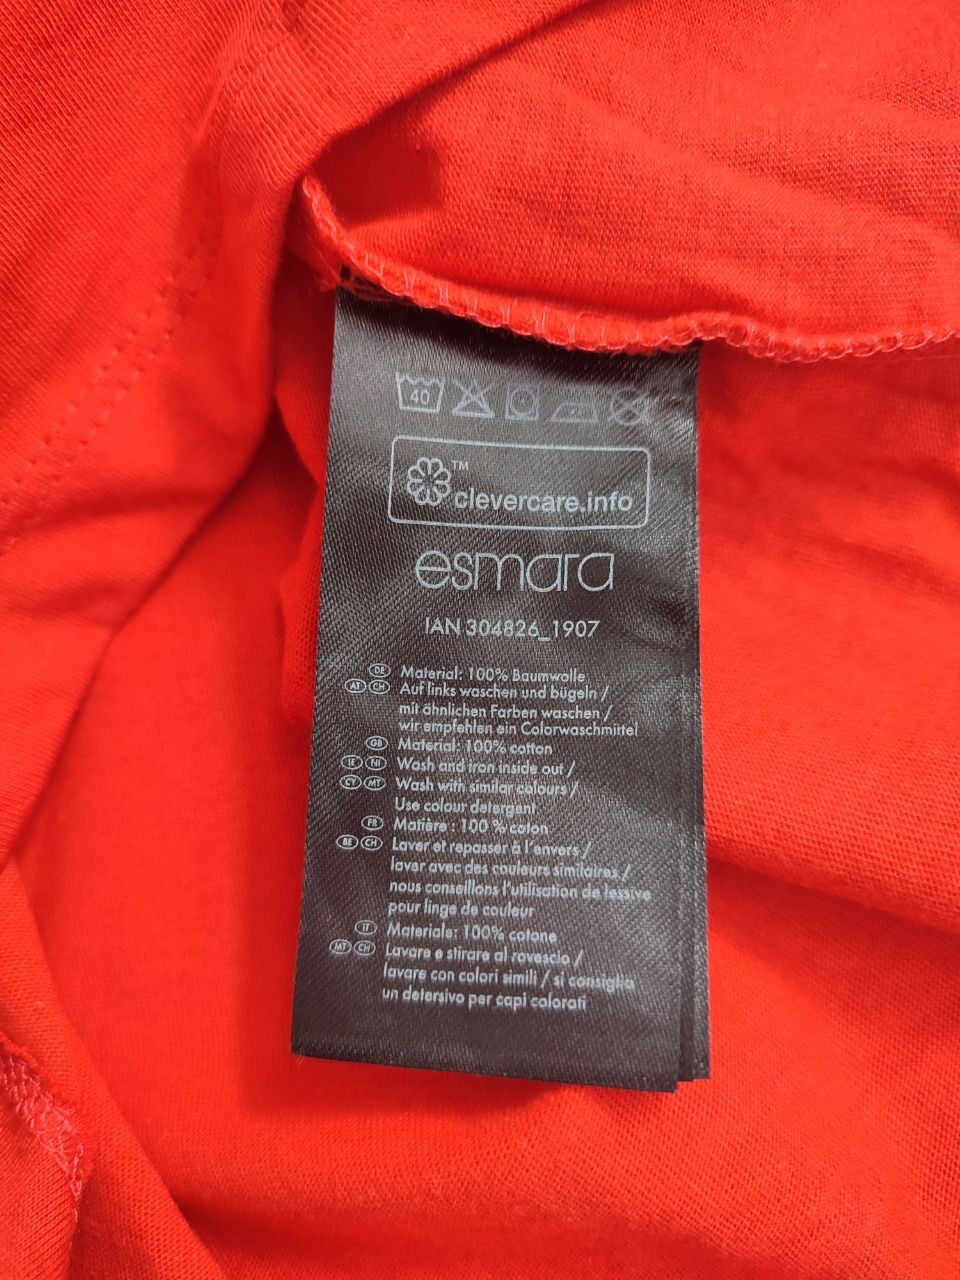 40
™
clevercare.info
esmara
IAN 304826_1907
DE Material: 100% Baumwolle
AT CH Auf links waschen und bügeln /
mit ähnlichen Farben waschen /
wir empfehlen ein Colorwaschmittel
GB Material: 100% cotton
IE NI Wash and iron inside out /
CY MT Wash with similar colours /
Use colour detergent
FR Matière : 100 % coton
BE CH Laver et repasser à l'envers /
laver avec des couleurs similaires /
nous conseillons l'utilisation de lessive
pour linge de couleur
IT Materiale: 100% cotone
MT CH Lavare e stirare al rovescio /
lavare con colori simili / si consiglia
un detersivo per capi colorati